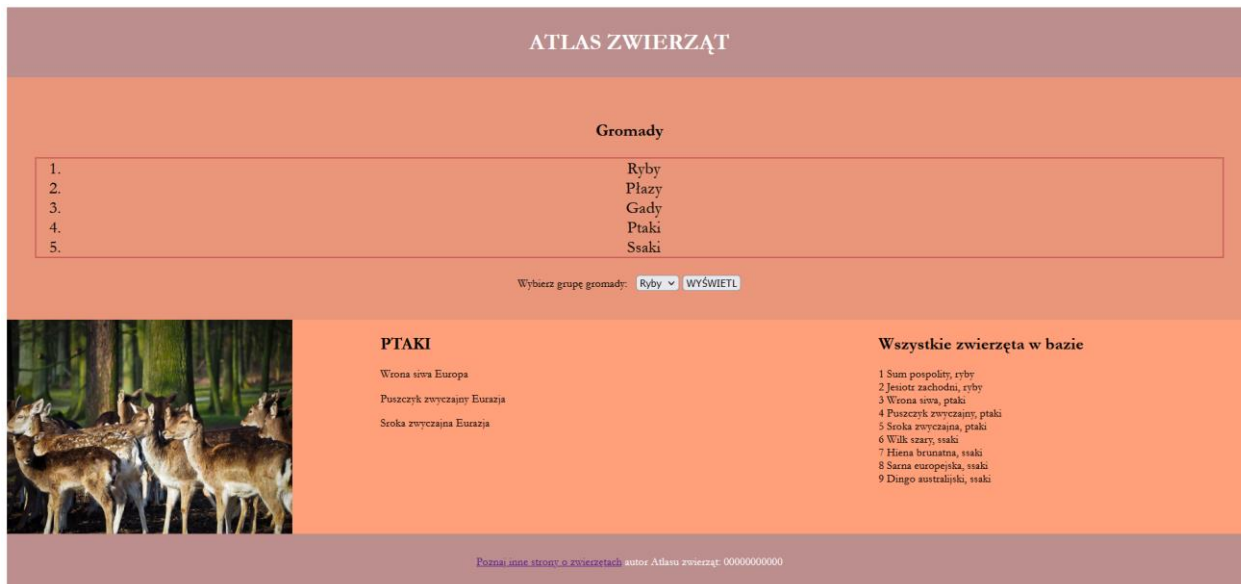 ATLAS ZWIERZĄT
Gromady
1. Ryby
2. Płazy
3. Gady
4. Ptaki
5. Ssaki
Wybierz grupę gromady: Ryby WYŚWIETL
PTAKI
Wrona siwa Europa
Puszczyk zwyczajny Eurazja
Sroka zwyczajna Eurazja
Wszystkie zwierzęta w bazie
1 Sum pospolity, ryby
2 Jesiotr zachodni, ryby
3 Wrona siwa, ptaki
4 Puszczyk zwyczajny, ptaki
5 Sroka zwyczajna, ptaki
6 Wilk szary, ssaki
7 Hiena brunatna, ssaki
8 Sarna europejska, ssaki
9 Dingo australijski, ssaki
Poznaj inne strony o zwierzętach autor Atlasu zwierząt: 00000000000